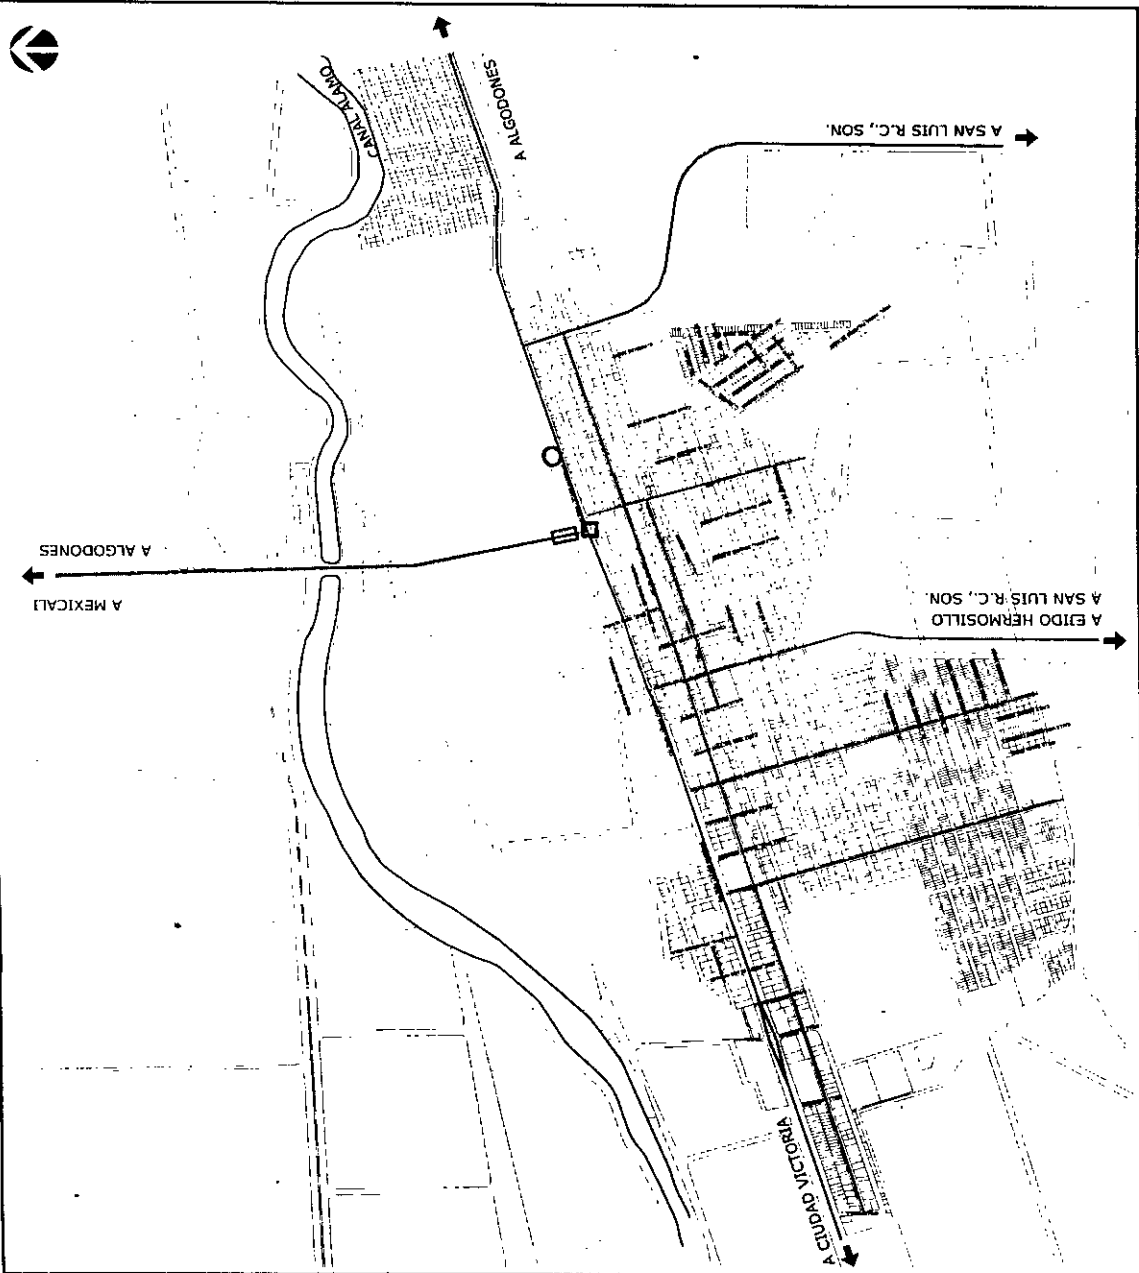 CANAL ALAMO
A ALGODONES
A SAN LUIS R.C., SON.
A ALGODONES
A MEXICALI
A EJIDO HERMOSILLO
A SAN LUIS R.C., SON.
A CIUDAD VICTORIA